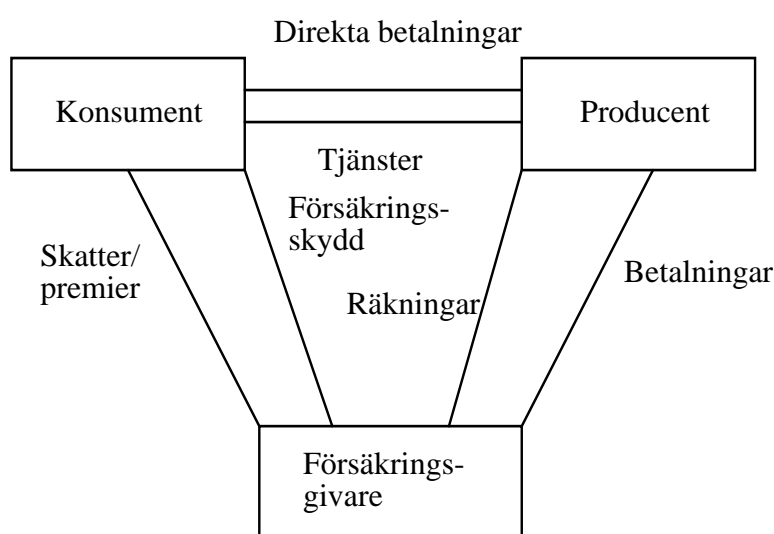 Direkta betalningar
Konsument
Producent
Tjänster
Försäkrings-
skydd
Skatter/
premier
Räkningar
Betalningar
Försäkrings-
givare